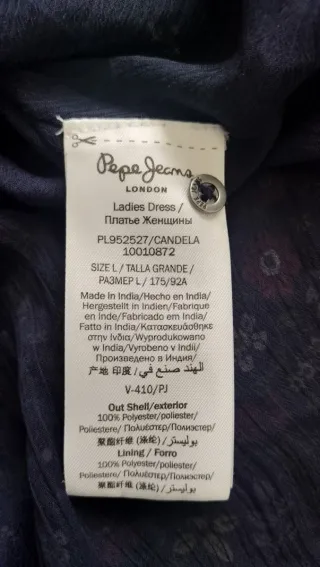 Pepe Jeans
LONDON
Ladies Dress /
Платье Женщины
PL952527/CANDELA
10010872
SIZE L / TALLA GRANDE /
РАЗМЕР L / 175/92A
Made in India/Hecho en India/
Hergestellt in Indien/Fabrique
en Inde/Fabricado em India/
Fatto in India/Κατασκευάσθηκε
στην ίνδια/Wyprodukowano
w Indii/Vyrobeno v Indii/
Произведено в Индия/
产地 印度 / الهند صنع في
V-410/PJ
Out Shell/exterior
100% Polyester/poliester/
Poliestere/ Πολυέστερ/Полиэстер/
聚酯纤维 (涤纶) / بوليستر
Lining / Forro
100% Polyester/poliester/
Poliestere/ Πολυέστερ/Полиэстер/
聚酯纤维 (涤纶) / بوليستر